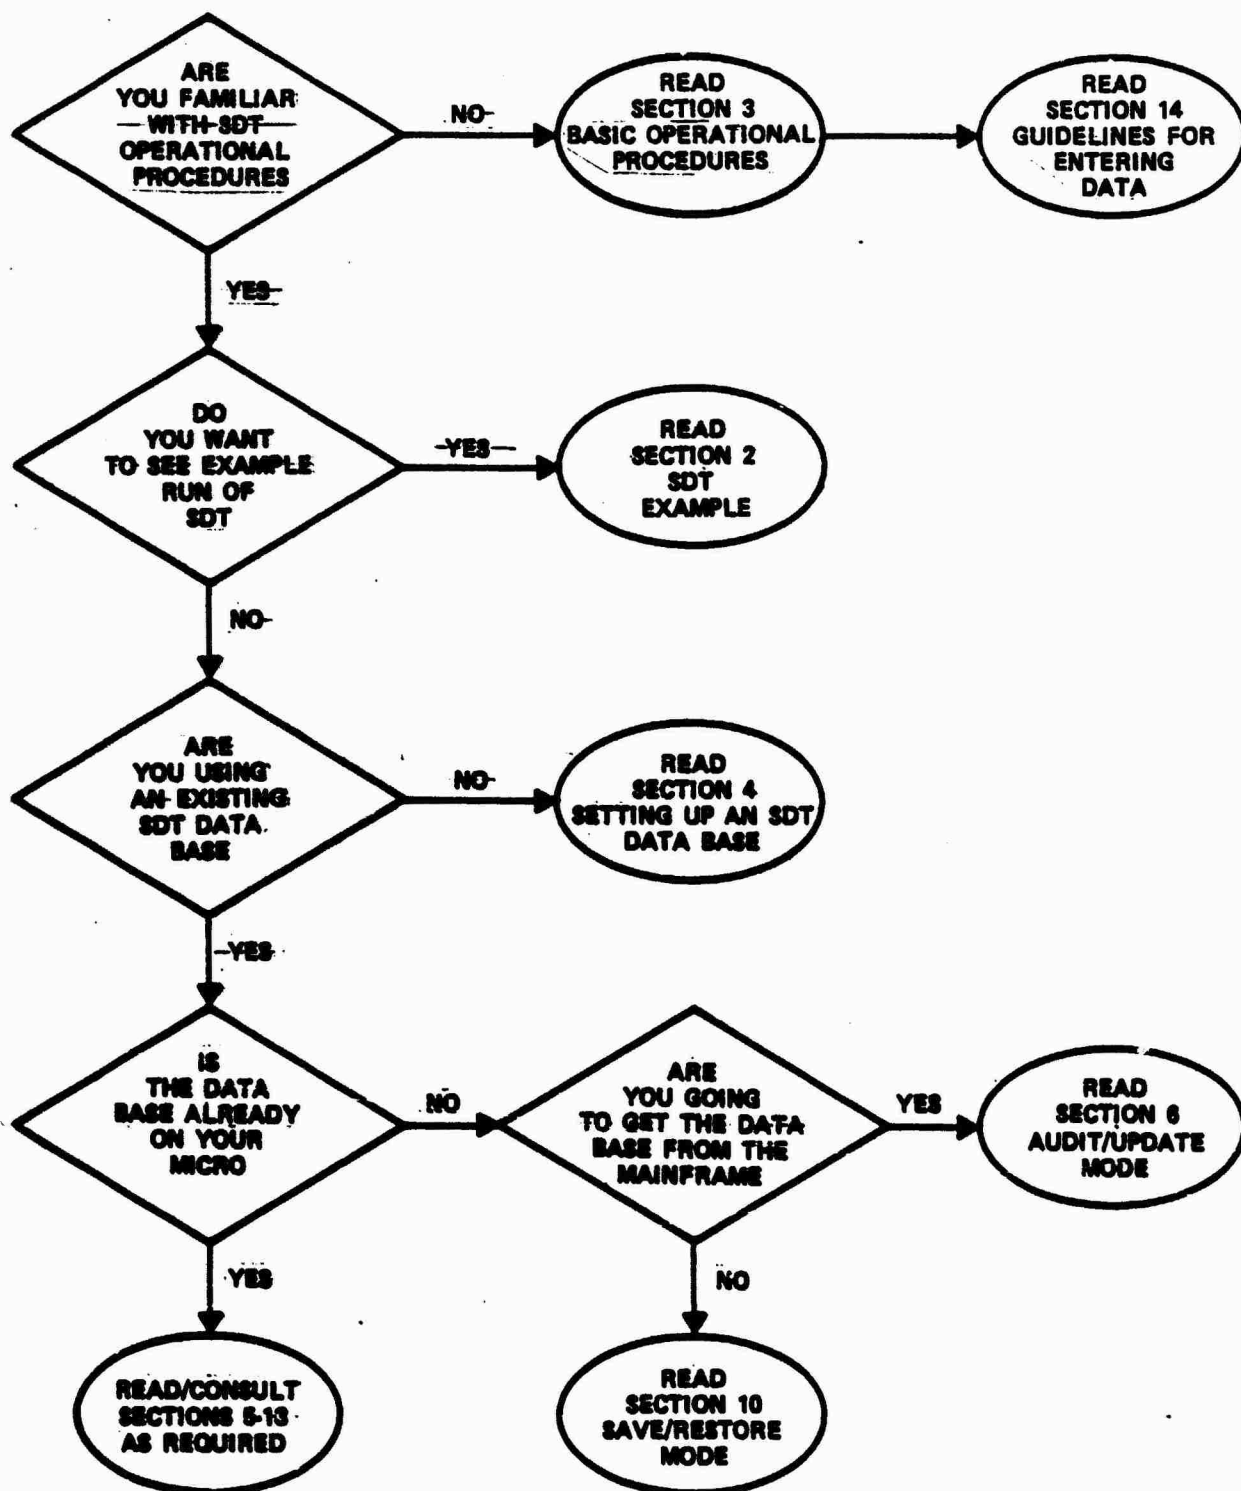 ARE
YOU FAMILIAR
WITH SDT
OPERATIONAL
PROCEDURES
NO
READ
SECTION 3
BASIC OPERATIONAL
PROCEDURES
READ
SECTION 14
GUIDELINES FOR
ENTERING
DATA
YES
DO
YOU WANT
TO SEE EXAMPLE
RUN OF
SDT
YES
READ
SECTION 2
SDT
EXAMPLE
NO
ARE
YOU USING
AN EXISTING
SDT DATA
BASE
NO
READ
SECTION 4
SETTING UP AN SDT
DATA BASE
YES
IS
THE DATA
BASE ALREADY
ON YOUR
MICRO
NO
ARE
YOU GOING
TO GET THE DATA
BASE FROM THE
MAINFRAME
YES
READ
SECTION 6
AUDIT/UPDATE
MODE
YES
READ/CONSULT
SECTIONS 5-13
AS REQUIRED
NO
READ
SECTION 10
SAVE/RESTORE
MODE